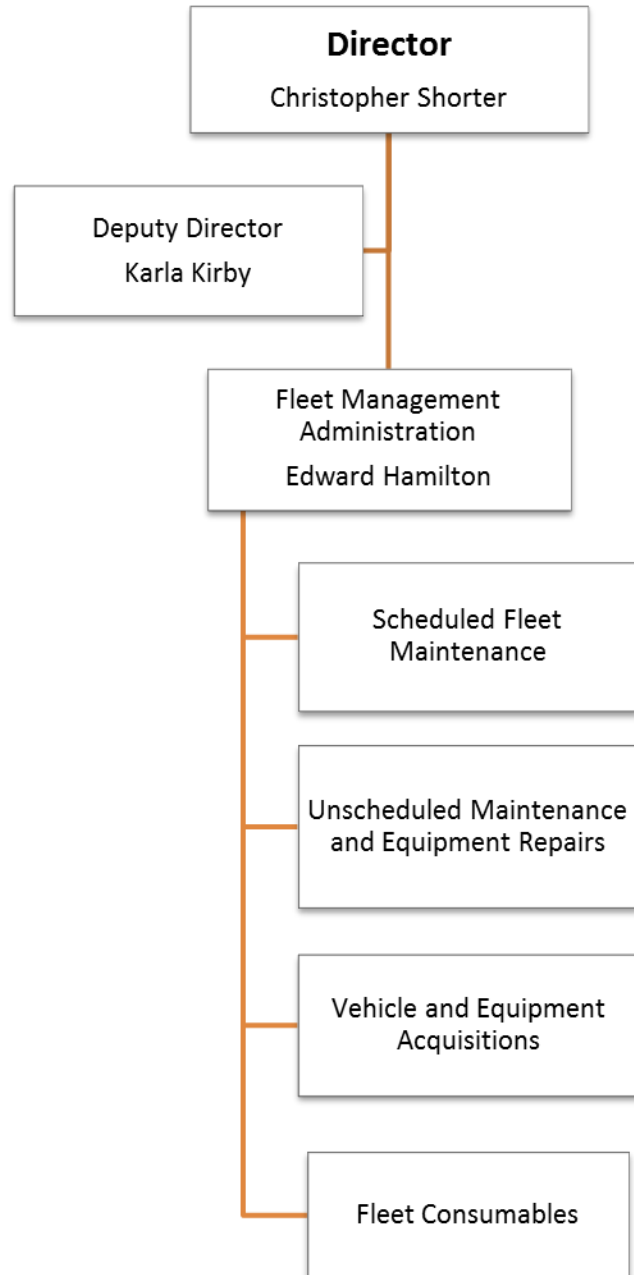 Director
Christopher Shorter
Deputy Director
Karla Kirby
Fleet Management
Administration
Edward Hamilton
Scheduled Fleet
Maintenance
Unscheduled Maintenance
and Equipment Repairs
Vehicle and Equipment
Acquisitions
Fleet Consumables